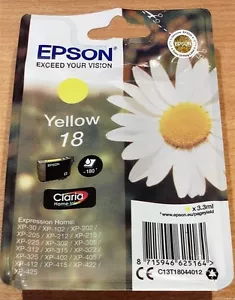 EPSON
EXCEED YOUR VISION
Yellow
18
~180
Claria
Home Ink
Expression Home:
XP-30 / XP-102 / XP-202 /
XP-205 / XP-212 / XP-215 /
XP-225 / XP-302 / XP-305 /
XP-312 / XP-315 / XP-322 /
XP-325 / XP-402 / XP-405 /
XP-412 / XP-415 / XP-422 /
XP-425
EPSON
x 3.3ml
www.epson.eu/pageyield
C13T18044012
8 715946 625164 >